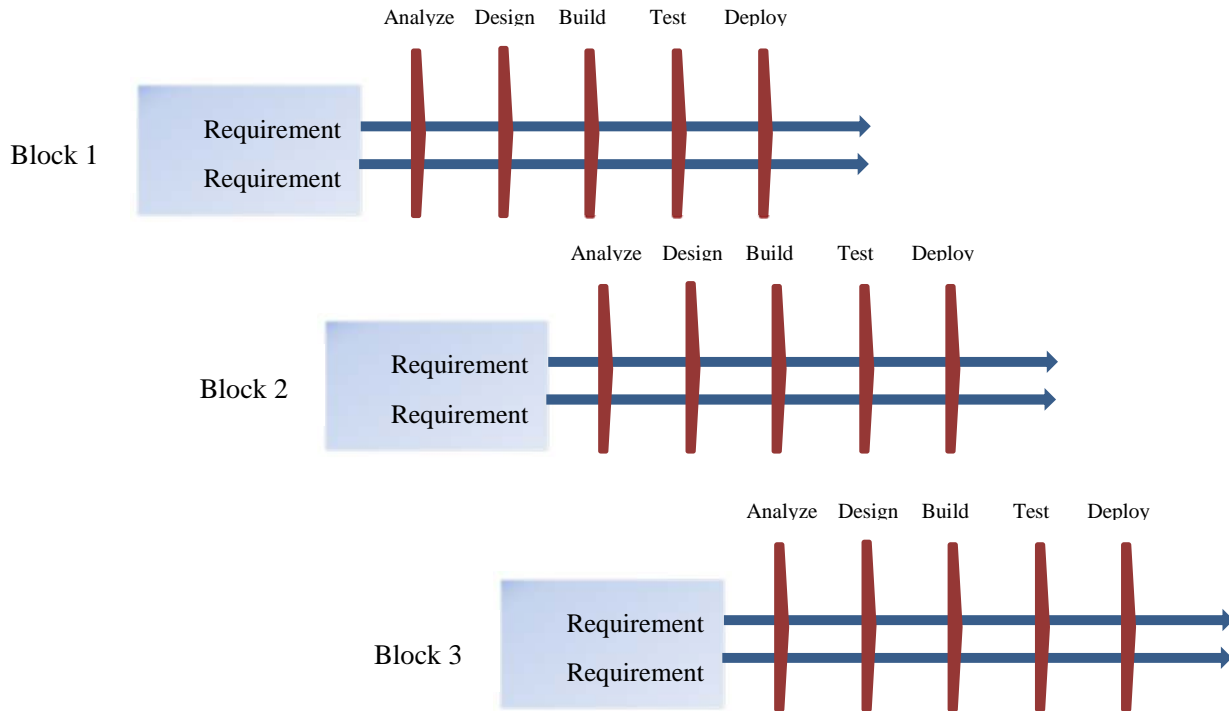 Analyze Design Build Test Deploy
Block 1
Requirement
Requirement
Analyze Design Build Test Deploy
Block 2
Requirement
Requirement
Analyze Design Build Test Deploy
Block 3
Requirement
Requirement